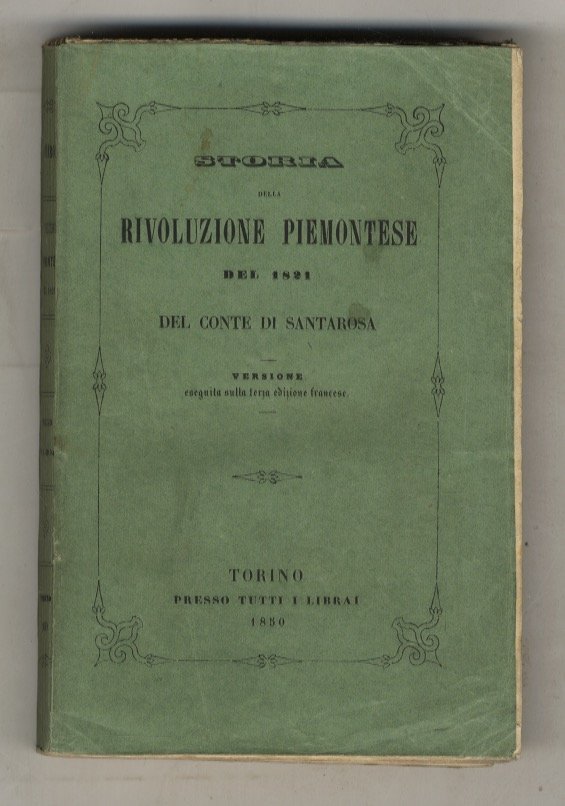 STORIA
DELLA
RIVOLUZIONE PIEMONTESE
DEL 1821
DEL CONTE DI SANTAROSA
VERSIONE
eseguita sulla terza edizione francese
TORINO
PRESSO TUTTI I LIBRAI
1850